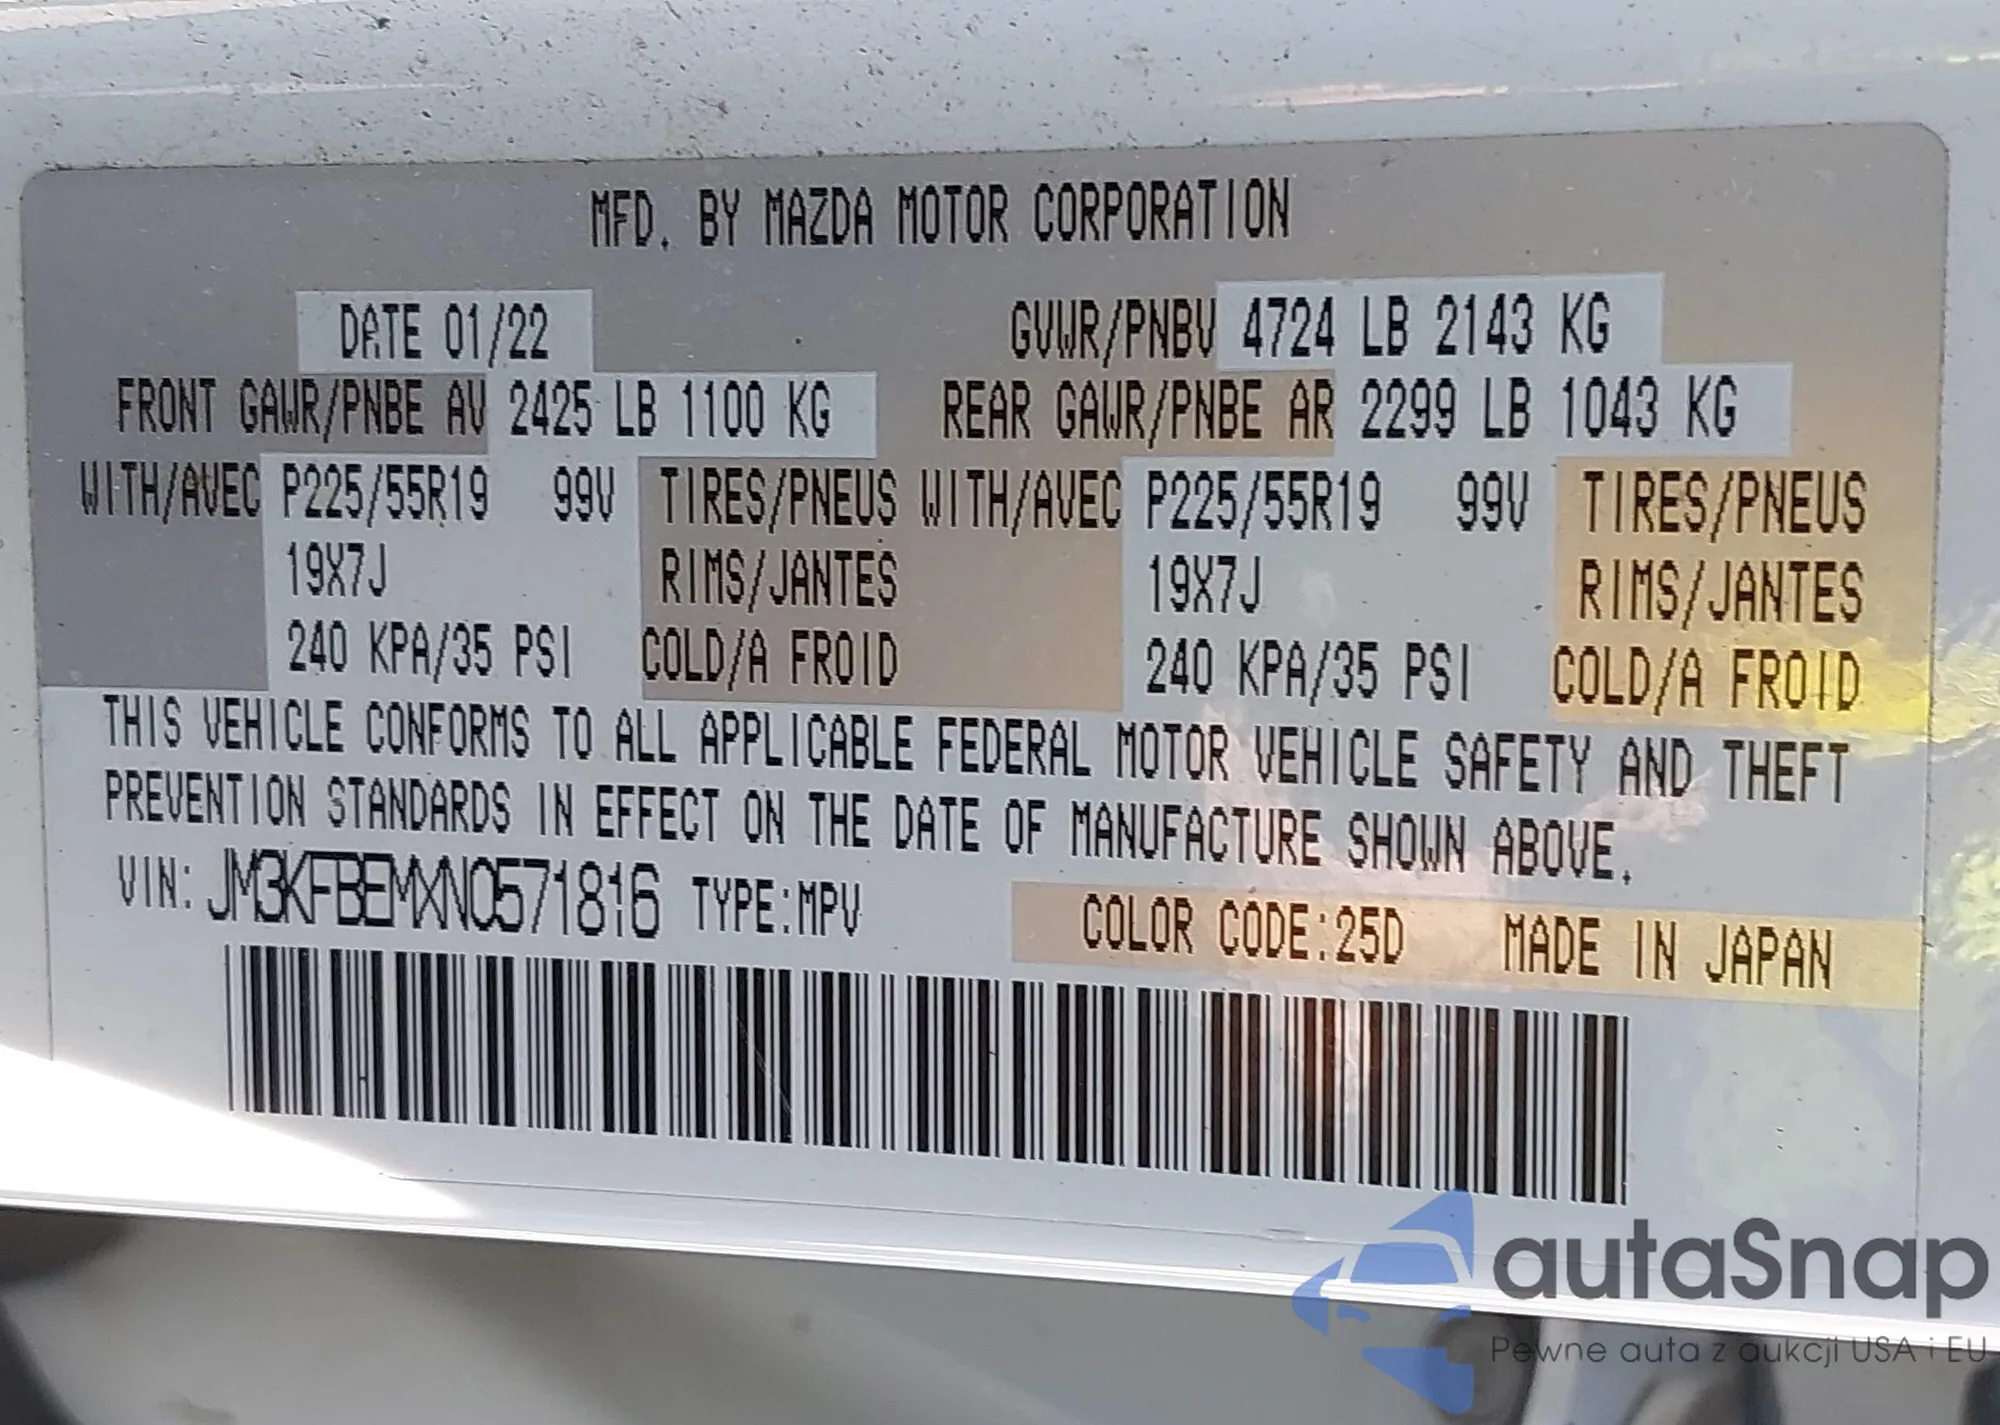 MFD. BY MAZDA MOTOR CORPORATION
DATE 01/22 GVWR/PNBV 4724 LB 2143 KG
FRONT GAWR/PNBE AV 2425 LB 1100 KG REAR GAWR/PNBE AR 2299 LB 1043 KG
WITH/AVEC P225/55R19 99V TIRES/PNEUS WITH/AVEC P225/55R19 99V TIRES/PNEUS
19X7J RIMS/JANTES 19X7J RIMS/JANTES
240 KPA/35 PSI COLD/A FROID 240 KPA/35 PSI COLD/A FROID
THIS VEHICLE CONFORMS TO ALL APPLICABLE FEDERAL MOTOR VEHICLE SAFETY AND THEFT
PREVENTION STANDARDS IN EFFECT ON THE DATE OF MANUFACTURE SHOWN ABOVE.
VIN: JM3KFBEMXN0571816 TYPE:MPV COLOR CODE:25D MADE IN JAPAN
autaSnap
Pewne auta z aukcji USA i EU